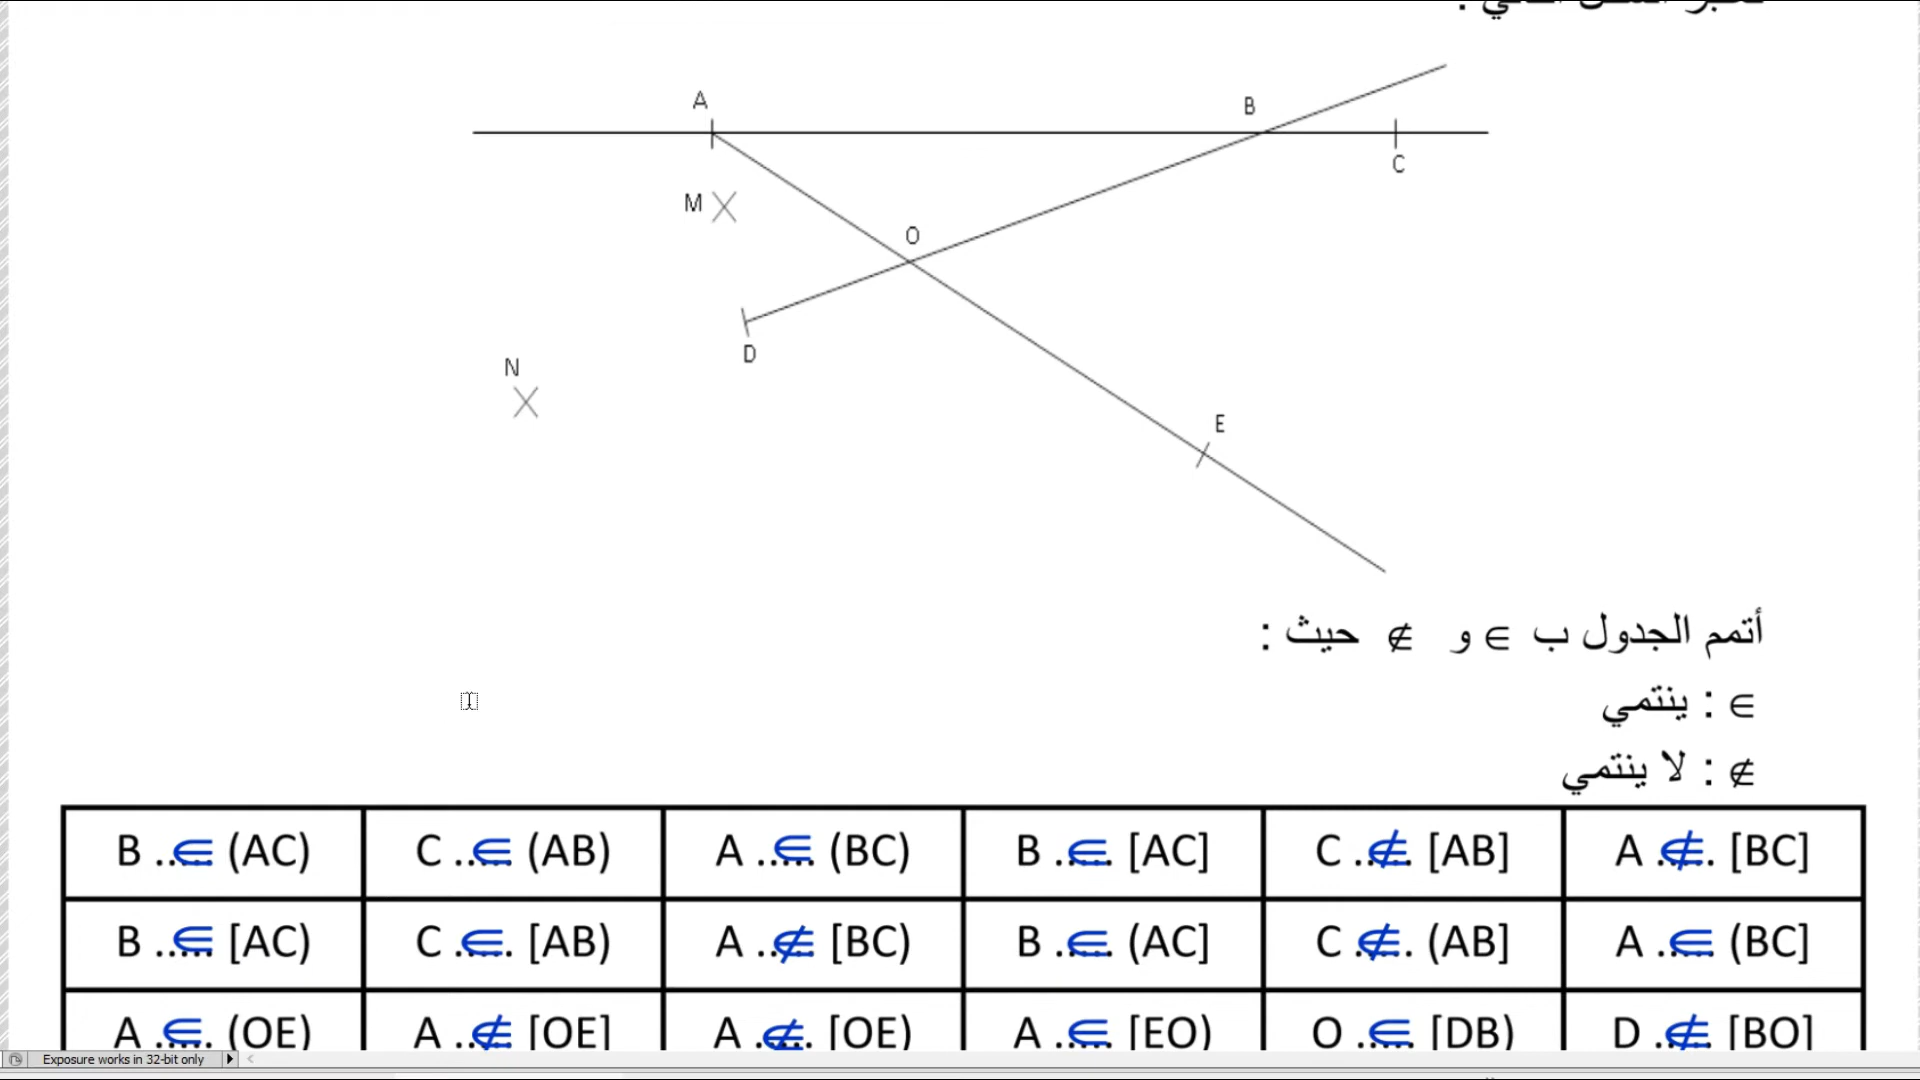 A
B
C
M
O
D
N
E
أتمم الجدول ب ∈ و ∉ حيث :
∈ : ينتمي
∉ : لا ينتمي
B ..∈.. (AC) C ..∈.. (AB) A ..∈.. (BC) B ..∈.. [AC] C ..∉.. [AB] A ..∉.. [BC]
B ..∈.. [AC) C ..∈.. [AB) A ..∉.. [BC) B ..∈.. (AC] C ..∉.. (AB] A ..∈.. (BC]
A ..∈.. (OE) A ..∉.. [OE] A ..∉.. [OE) A ..∈.. [EO) O ..∈.. [DB) D ..∉.. [BO]
Exposure works in 32-bit only